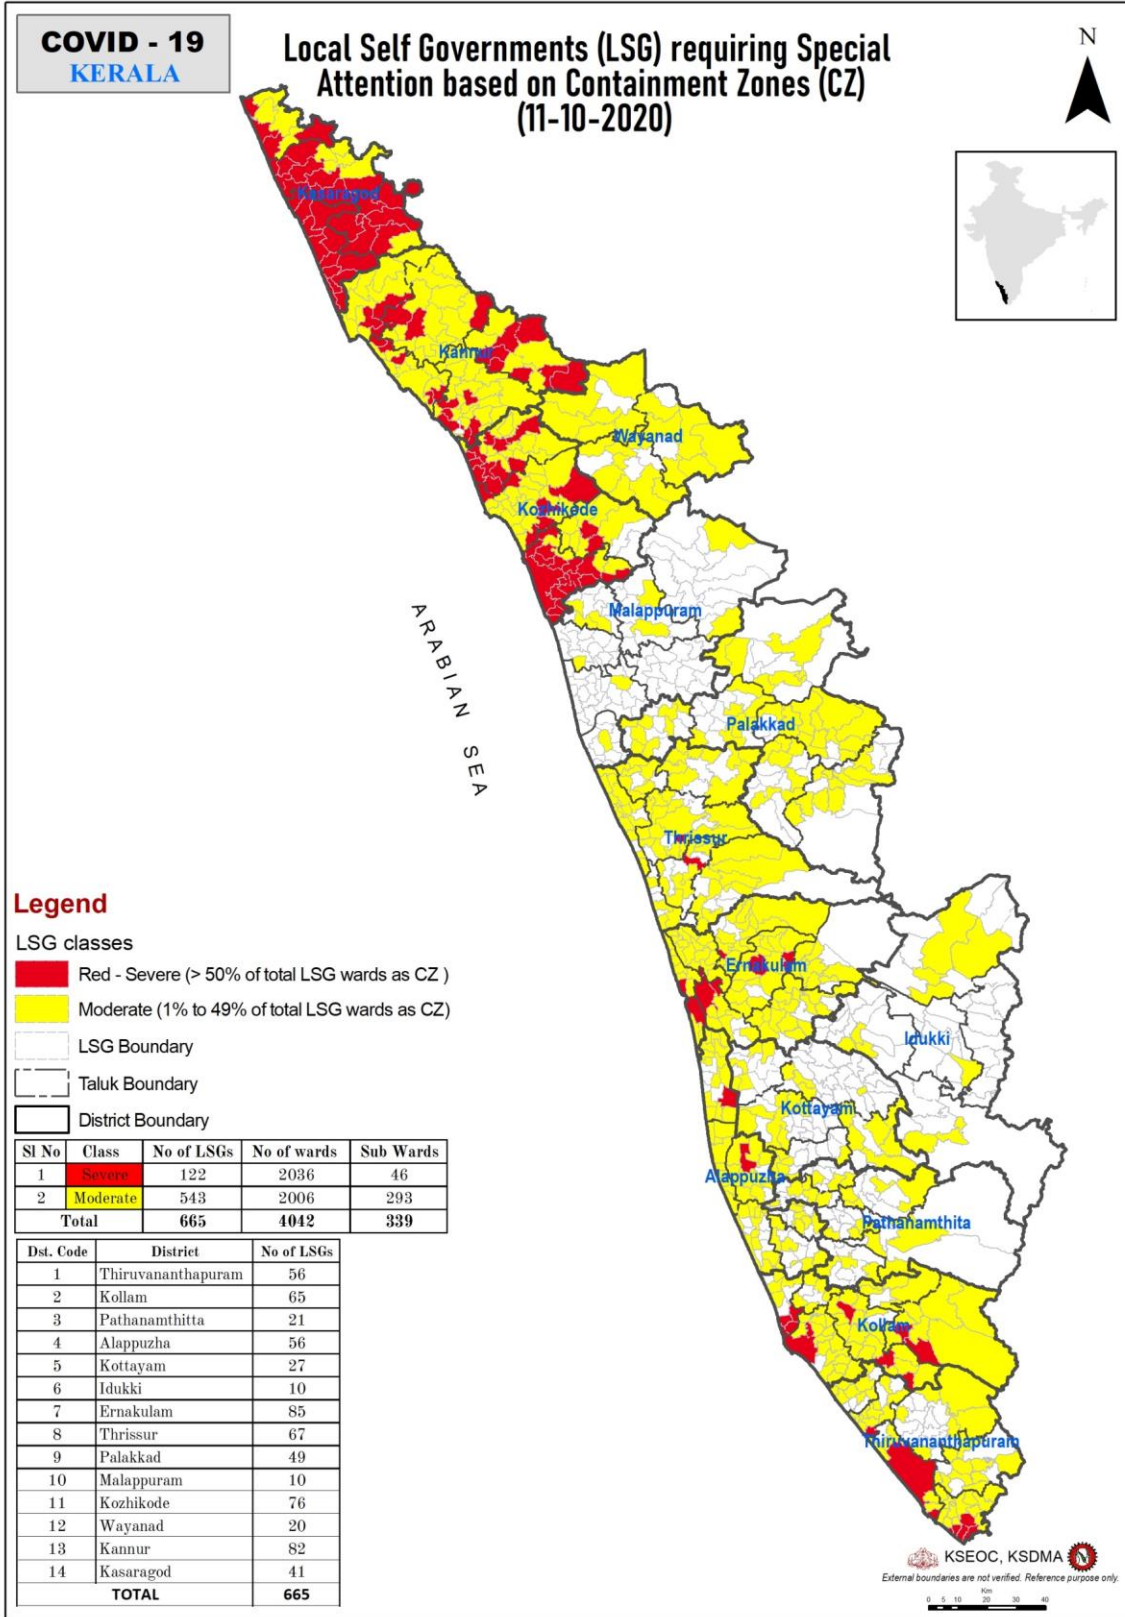 COVID - 19
KERALA
Local Self Governments (LSG) requiring Special
Attention based on Containment Zones (CZ)
(11-10-2020)
N
Kasaragod
Kannur
Wayanad
Kozhikode
Malappuram
ARABIAN SEA
Palakkad
Thrissur
Ernakulam
Idukki
Kottayam
Alappuzha
Pathanamthita
Kollam
Thiruvananthapuram
Legend
LSG classes
Red - Severe (> 50% of total LSG wards as CZ )
Moderate (1% to 49% of total LSG wards as CZ)
LSG Boundary
Taluk Boundary
District Boundary
Sl No Class No of LSGs No of wards Sub Wards
1 Severe 122 2036 46
2 Moderate 543 2006 293
Total 665 4042 339
Dst. Code District No of LSGs
1 Thiruvananthapuram 56
2 Kollam 65
3 Pathanamthitta 21
4 Alappuzha 56
5 Kottayam 27
6 Idukki 10
7 Ernakulam 85
8 Thrissur 67
9 Palakkad 49
10 Malappuram 10
11 Kozhikode 76
12 Wayanad 20
13 Kannur 82
14 Kasaragod 41
TOTAL 665
KSEOC, KSDMA
External boundaries are not verified. Reference purpose only.
Km
0 5 10 20 30 40